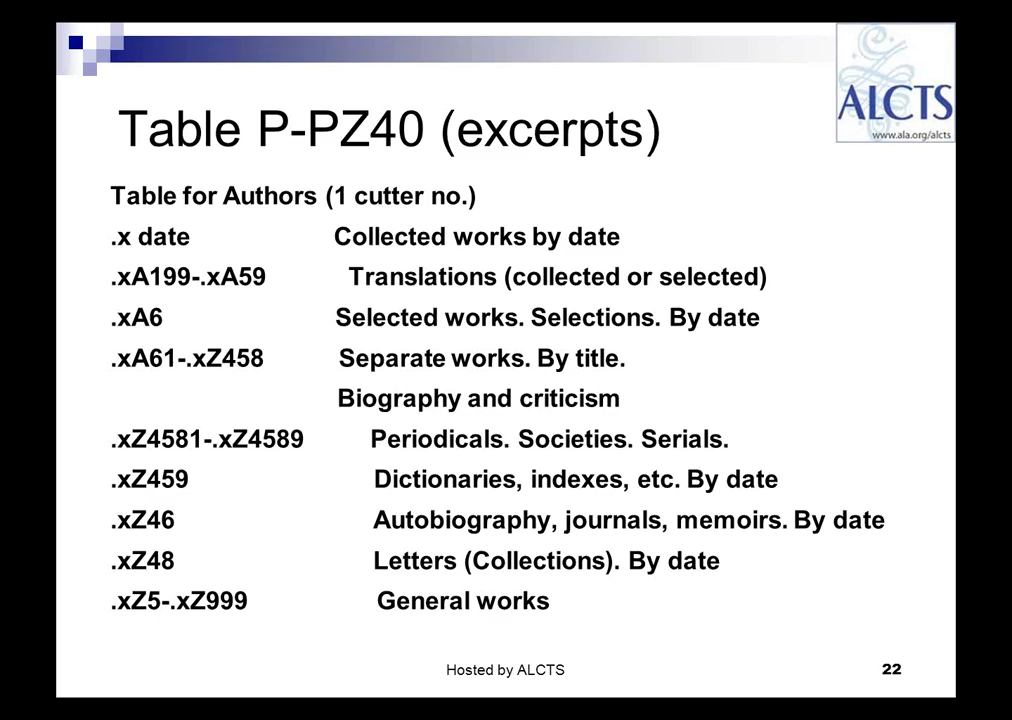 ALCTS
www.ala.org/alcts
Table P-PZ40 (excerpts)
Table for Authors (1 cutter no.)
.x date Collected works by date
.xA199-.xA59 Translations (collected or selected)
.xA6 Selected works. Selections. By date
.xA61-.xZ458 Separate works. By title.
Biography and criticism
.xZ4581-.xZ4589 Periodicals. Societies. Serials.
.xZ459 Dictionaries, indexes, etc. By date
.xZ46 Autobiography, journals, memoirs. By date
.xZ48 Letters (Collections). By date
.xZ5-.xZ999 General works
Hosted by ALCTS 22